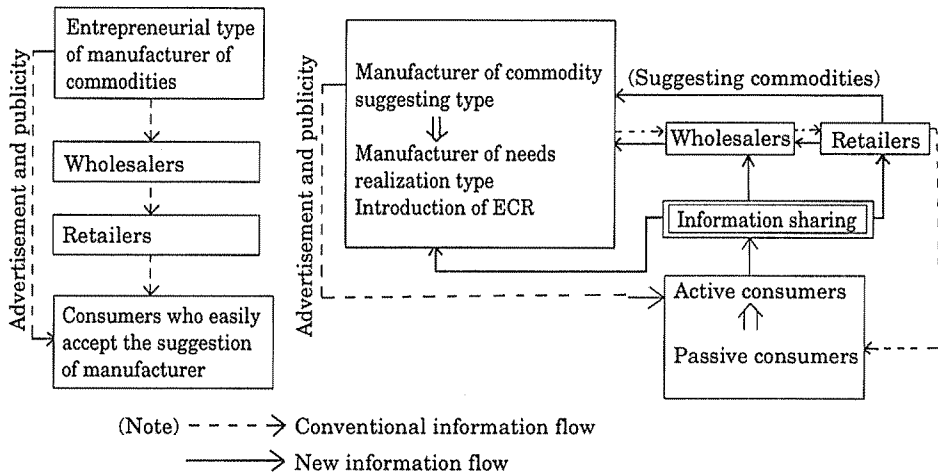 Advertisement and publicity
Entrepreneurial type
of manufacturer of
commodities
Wholesalers
Retailers
Consumers who easily
accept the suggestion
of manufacturer
Advertisement and publicity
Manufacturer of commodity
suggesting type
Manufacturer of needs
realization type
Introduction of ECR
(Suggesting commodities)
Wholesalers
Retailers
Information sharing
Active consumers
Passive consumers
(Note)
Conventional information flow
New information flow